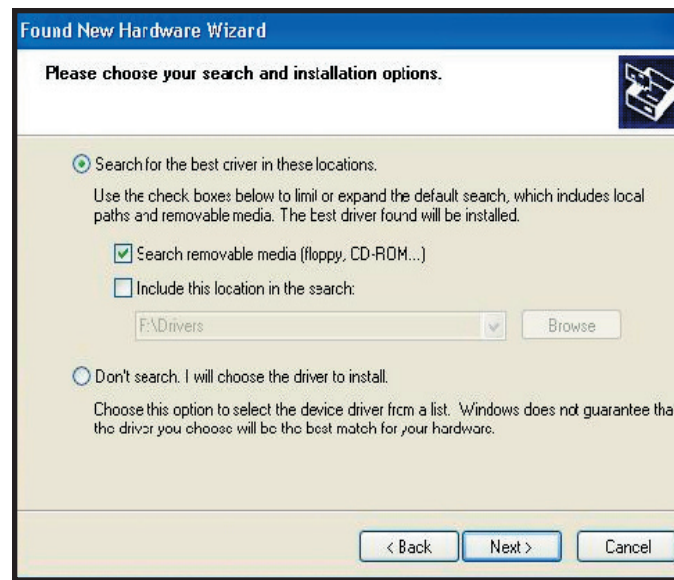 Found New Hardware Wizard
Please choose your search and installation options.
Search for the best driver in these locations.
Use the check boxes below to limit or expand the default search, which includes local
paths and removable media. The best driver found will be installed.
Search removable media (floppy, CD-ROM...)
Include this location in the search:
F:\Drivers
Browse
Don't search. I will choose the driver to install.
Choose this option to select the device driver from a list. Windows does not guarantee tha
the driver you choose will be the best match for your hardware.
< Back
Next >
Cancel